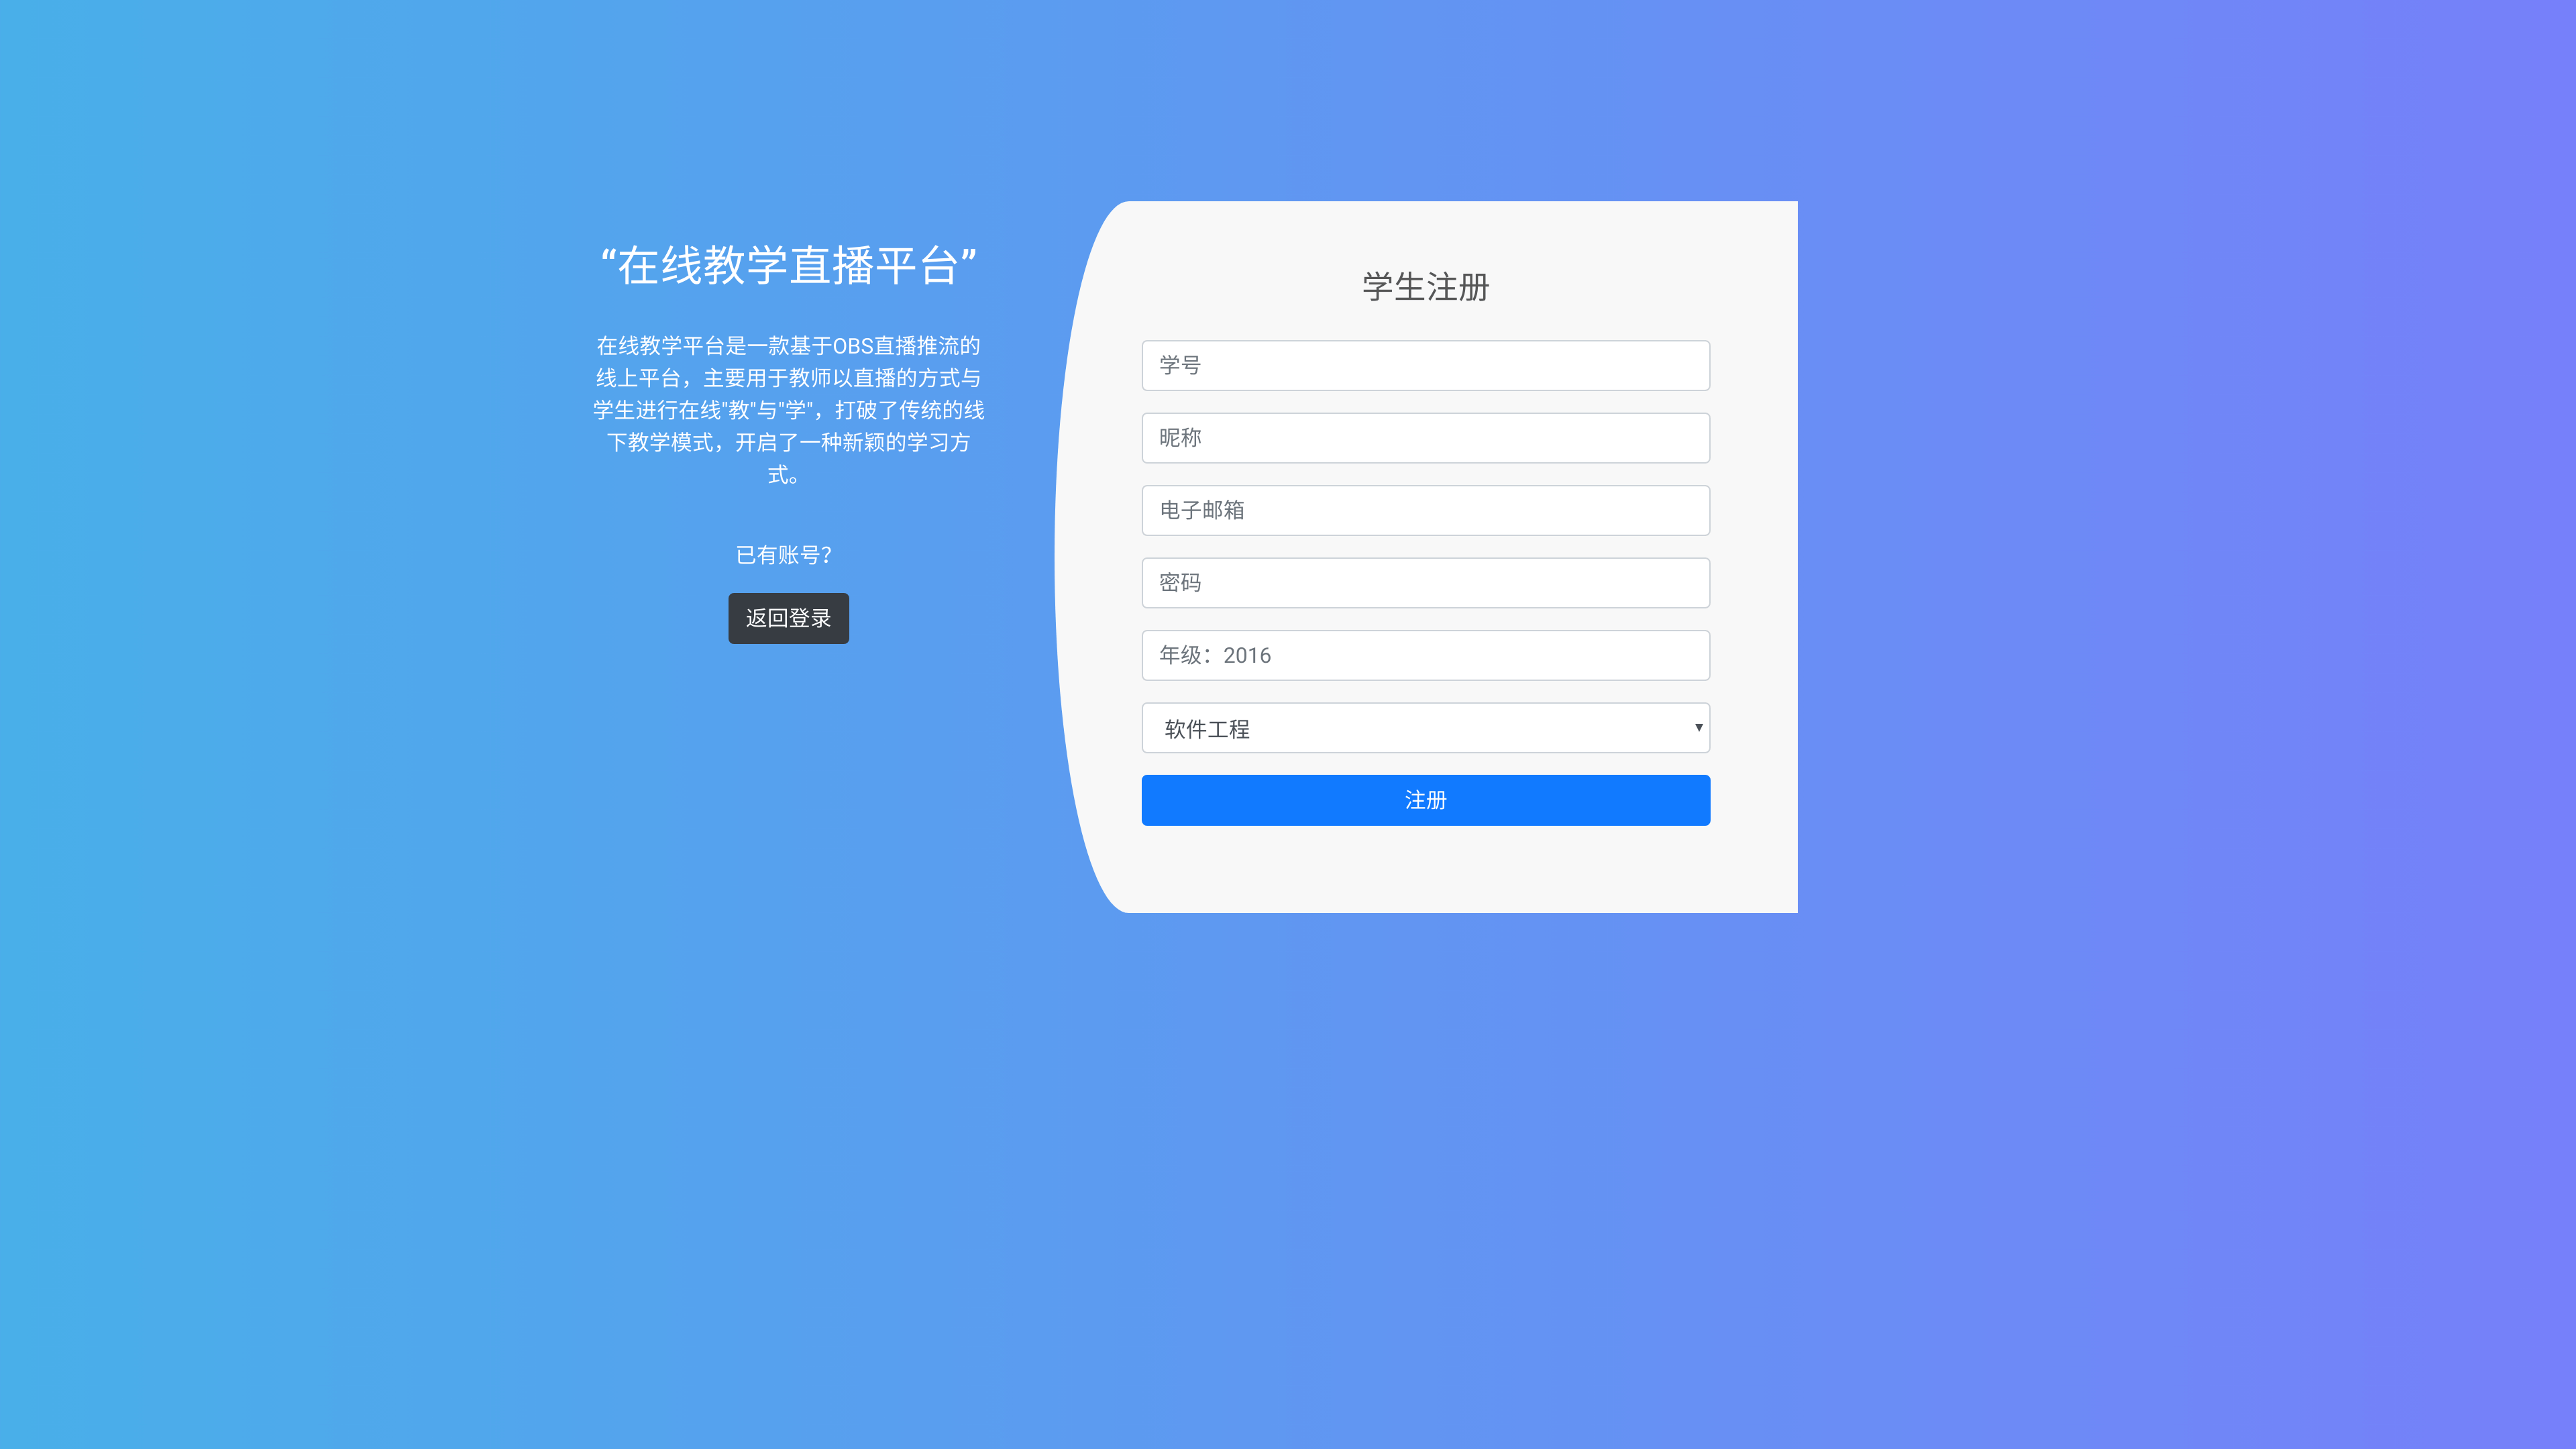 “在线教学直播平台”
在线教学平台是一款基于OBS直播推流的
线上平台，主要用于教师以直播的方式与
学生进行在线"教"与"学"，打破了传统的线
下教学模式，开启了一种新颖的学习方
式。
已有账号？
返回登录
学生注册
学号
昵称
电子邮箱
密码
年级：2016
软件工程
注册